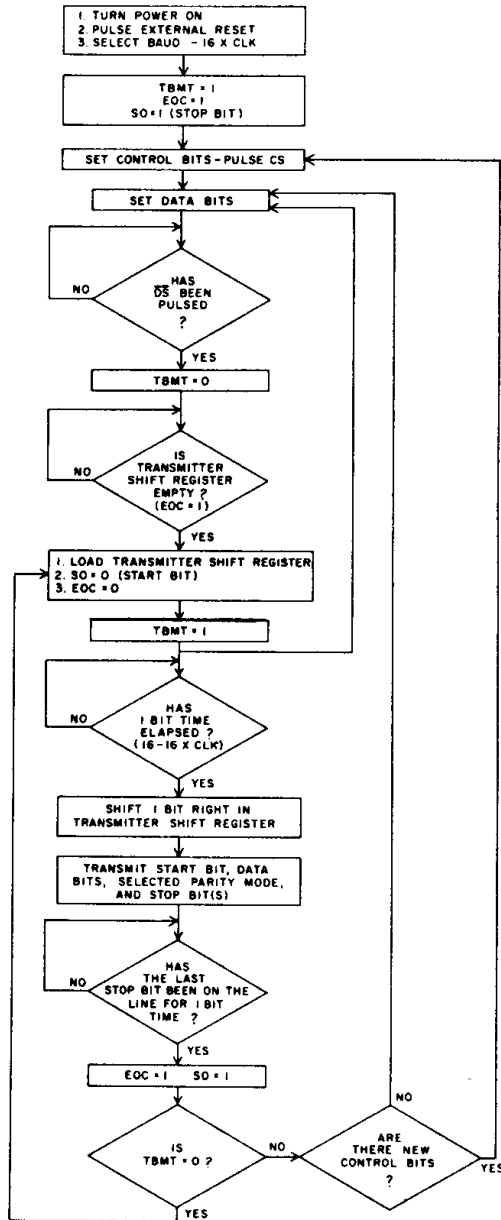 1. TURN POWER ON
2. PULSE EXTERNAL RESET
3. SELECT BAUD - 16 X CLK
TBMT = 1
EOC = 1
SO = 1 (STOP BIT)
SET CONTROL BITS - PULSE CS
SET DATA BITS
HAS
D̅S̅ BEEN
PULSED
?
NO
YES
TBMT = 0
IS
TRANSMITTER
SHIFT REGISTER
EMPTY ?
(EOC = 1)
NO
YES
1. LOAD TRANSMITTER SHIFT REGISTER
2. SO = 0 (START BIT)
3. EOC = 0
TBMT = 1
HAS
1 BIT TIME
ELAPSED ?
(16 - 16 X CLK)
NO
YES
SHIFT 1 BIT RIGHT IN
TRANSMITTER SHIFT REGISTER
TRANSMIT START BIT, DATA
BITS, SELECTED PARITY MODE,
AND STOP BIT(S)
HAS
THE LAST
STOP BIT BEEN ON THE
LINE FOR 1 BIT
TIME ?
NO
YES
EOC = 1 SO = 1
IS
TBMT = 0 ?
NO
YES
ARE
THERE NEW
CONTROL BITS
?
NO
YES